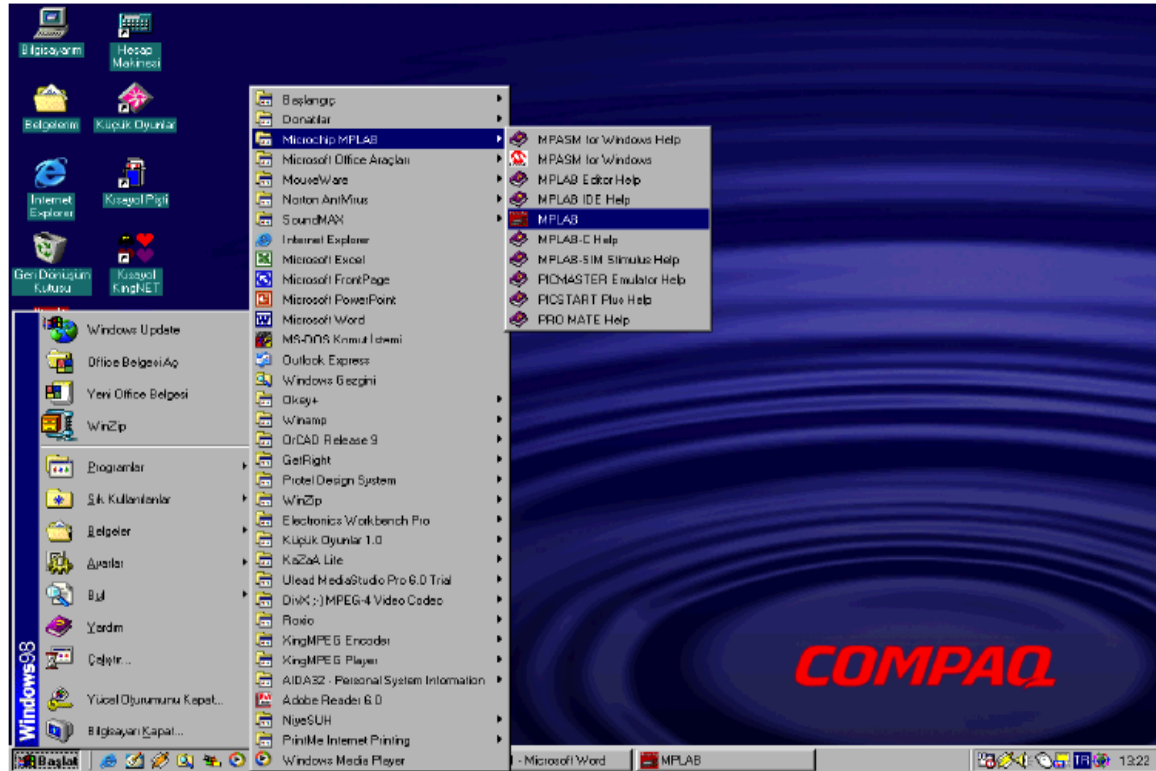 Bilgisayarım
Hesap
Makinesi
Belgelerim
Küçük Oyunlar
Internet
Explorer
Kısayol Pişti
Geri Dönüşüm
Kutusu
Kısayol
KingNET
Windows Update
Office Belgesi Aç
Yeni Office Belgesi
WinZip
Programlar
Sık Kullanılanlar
Belgeler
Ayarlar
Bul
Yardım
Çalıştır...
Yücel Oturumunu Kapat...
Bilgisayarı Kapat...
Windows98
Başlangıç
Donatılar
Microchip MPLAB
Microsoft Office Araçları
MouseWare
Norton AntiVirus
SoundMAX
Internet Explorer
Microsoft Excel
Microsoft FrontPage
Microsoft PowerPoint
Microsoft Word
MS-DOS Komut İstemi
Outlook Express
Windows Gezgini
Okey+
Winamp
OrCAD Release 9
GetRight
Protel Design System
WinZip
Electronics Workbench Pro
Küçük Oyunlar 1.0
KaZaA Lite
Ulead MediaStudio Pro 6.0 Trial
DivX ;-) MPEG-4 Video Codec
Roxio
XingMPEG Encoder
XingMPEG Player
AIDA32 - Personal System Information
Adobe Reader 6.0
NiyeSUH
PrintMe Internet Printing
Windows Media Player
MPASM for Windows Help
MPASM for Windows
MPLAB Editor Help
MPLAB IDE Help
MPLAB
MPLAB-C Help
MPLAB-SIM Stimulus Help
PICMASTER Emulator Help
PICSTART Plus Help
PRO MATE Help
COMPAQ
Başlat
- Microsoft Word
MPLAB
TR
13:22